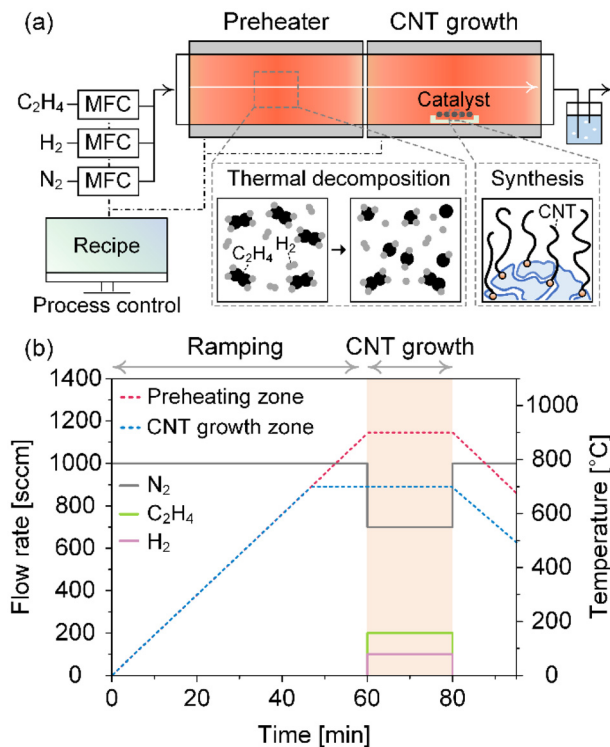 (a)
Preheater
CNT growth
C₂H₄
MFC
H₂
MFC
N₂
MFC
Catalyst
Recipe
Process control
Thermal decomposition
C₂H₄
H₂
Synthesis
CNT
(b)
Ramping
CNT growth
1400
1200
1000
800
600
400
200
0
Flow rate [sccm]
Preheating zone
CNT growth zone
N₂
C₂H₄
H₂
1000
800
600
400
200
0
Temperature [°C]
0
20
40
60
80
Time [min]